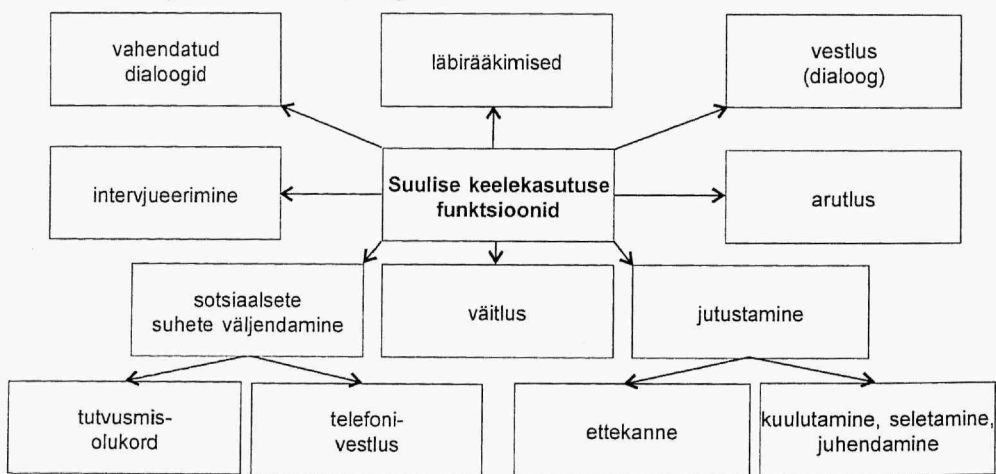 vahendatud
dialoogid
läbirääkimised
vestlus
(dialoog)
intervjueerimine
Suulise keelekasutuse
funktsioonid
arutlus
sotsiaalsete
suhete väljendamine
väitlus
jutustamine
tutvumis-
olukord
telefoni-
vestlus
ettekanne
kuulutamine, seletamine,
juhendamine